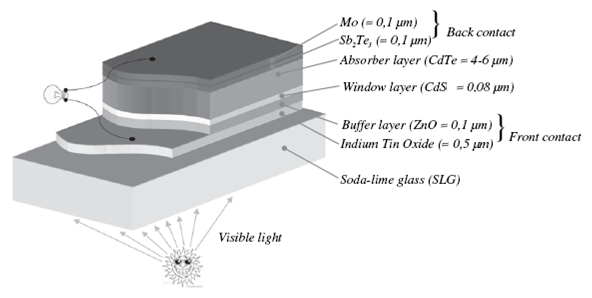 Mo (= 0,1 µm)
Back contact
Sb2Te3 (= 0,1 µm)
Absorber layer (CdTe = 4-6 µm)
Window layer (CdS = 0,08 µm)
Buffer layer (ZnO = 0,1 µm)
Front contact
Indium Tin Oxide (= 0,5 µm)
Soda-lime glass (SLG)
Visible light